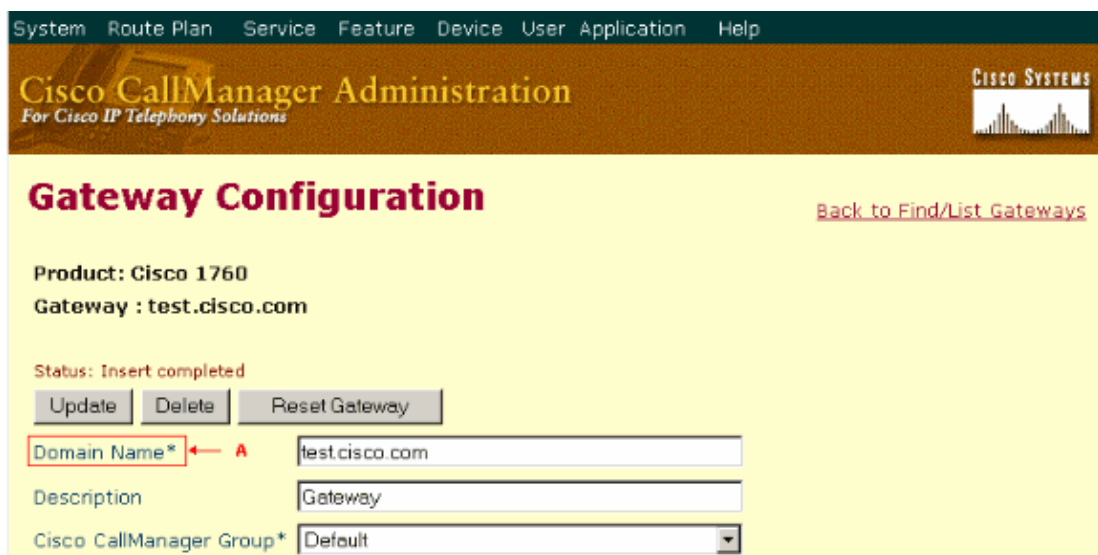 System Route Plan Service Feature Device User Application Help
Cisco CallManager Administration
For Cisco IP Telephony Solutions
CISCO SYSTEMS
Gateway Configuration
Back to Find/List Gateways
Product: Cisco 1760
Gateway : test.cisco.com
Status: Insert completed
Update Delete Reset Gateway
Domain Name* A test.cisco.com
Description Gateway
Cisco CallManager Group* Default